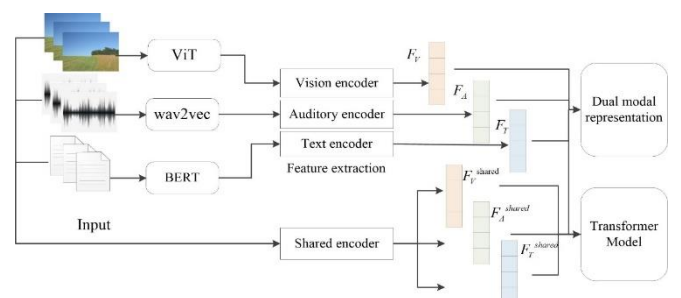 ViT
Vision encoder
F_V
wav2vec
Auditory encoder
F_A
Dual modal
representation
BERT
Text encoder
F_T
Feature extraction
Input
Shared encoder
F_V^shared
F_A^shared
F_T^shared
Transformer
Model